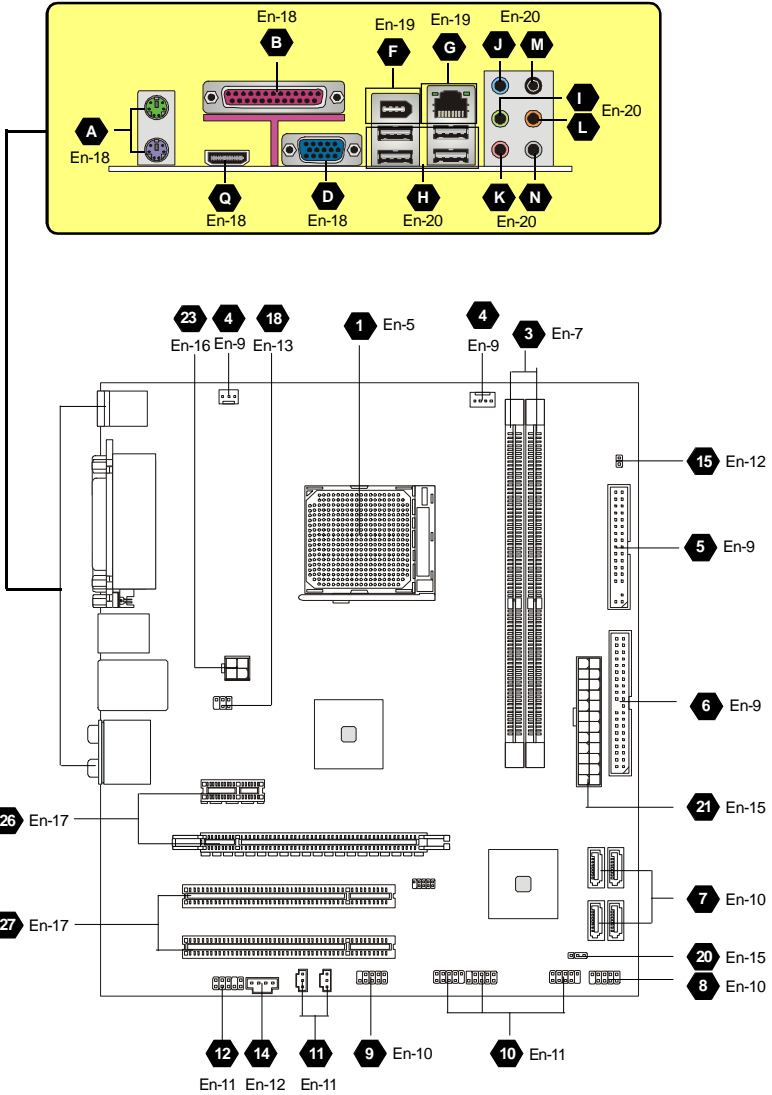 En-18
En-19
En-19
En-20
B
F
G
J
M
A
En-18
I
En-20
L
Q
D
H
K
N
En-18
En-18
En-20
En-20
23
4
18
En-16
En-9
En-13
1
En-5
4
En-9
3
En-7
15
En-12
5
En-9
6
En-9
21
En-15
26
En-17
7
En-10
27
En-17
20
En-15
8
En-10
12
14
11
9
En-10
10
En-11
En-11
En-12
En-11